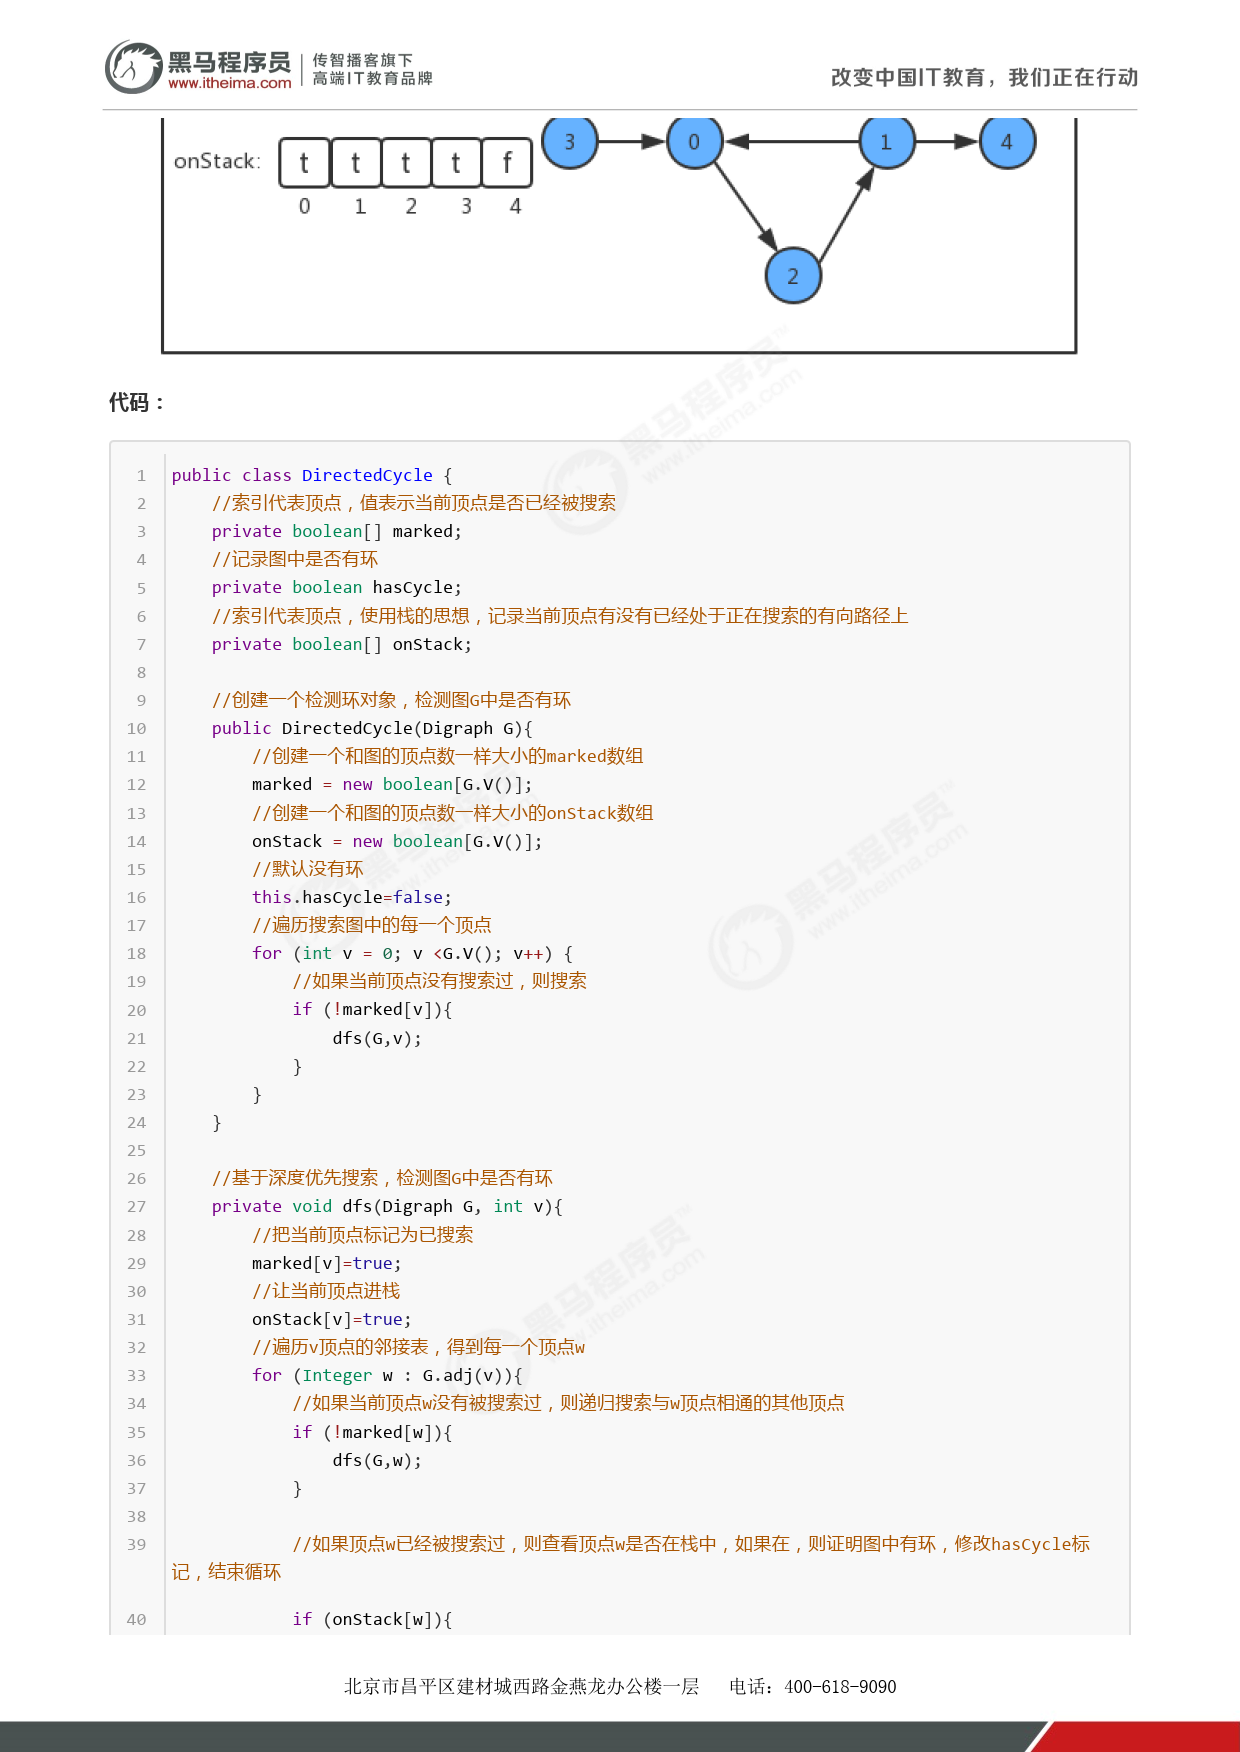 黑马程序员 传智播客旗下
www.itheima.com 高端IT教育品牌
改变中国IT教育，我们正在行动
3 0 1 4
onStack: t t t t f
0 1 2 3 4
2
代码：
1 public class DirectedCycle {
2 //索引代表顶点，值表示当前顶点是否已经被搜索
3 private boolean[] marked;
4 //记录图中是否有环
5 private boolean hasCycle;
6 //索引代表顶点，使用栈的思想，记录当前顶点有没有已经处于正在搜索的有向路径上
7 private boolean[] onStack;
8
9 //创建一个检测环对象，检测图G中是否有环
10 public DirectedCycle(Digraph G){
11 //创建一个和图的顶点数一样大小的marked数组
12 marked = new boolean[G.V()];
13 //创建一个和图的顶点数一样大小的onStack数组
14 onStack = new boolean[G.V()];
15 //默认没有环
16 this.hasCycle=false;
17 //遍历搜索图中的每一个顶点
18 for (int v = 0; v <G.V(); v++) {
19 //如果当前顶点没有搜索过，则搜索
20 if (!marked[v]){
21 dfs(G,v);
22 }
23 }
24 }
25
26 //基于深度优先搜索，检测图G中是否有环
27 private void dfs(Digraph G, int v){
28 //把当前顶点标记为已搜索
29 marked[v]=true;
30 //让当前顶点进栈
31 onStack[v]=true;
32 //遍历v顶点的邻接表，得到每一个顶点w
33 for (Integer w : G.adj(v)){
34 //如果当前顶点w没有被搜索过，则递归搜索与w顶点相通的其他顶点
35 if (!marked[w]){
36 dfs(G,w);
37 }
38
39 //如果顶点w已经被搜索过，则查看顶点w是否在栈中，如果在，则证明图中有环，修改hasCycle标
记，结束循环
40 if (onStack[w]){
北京市昌平区建材城西路金燕龙办公楼一层 电话：400-618-9090